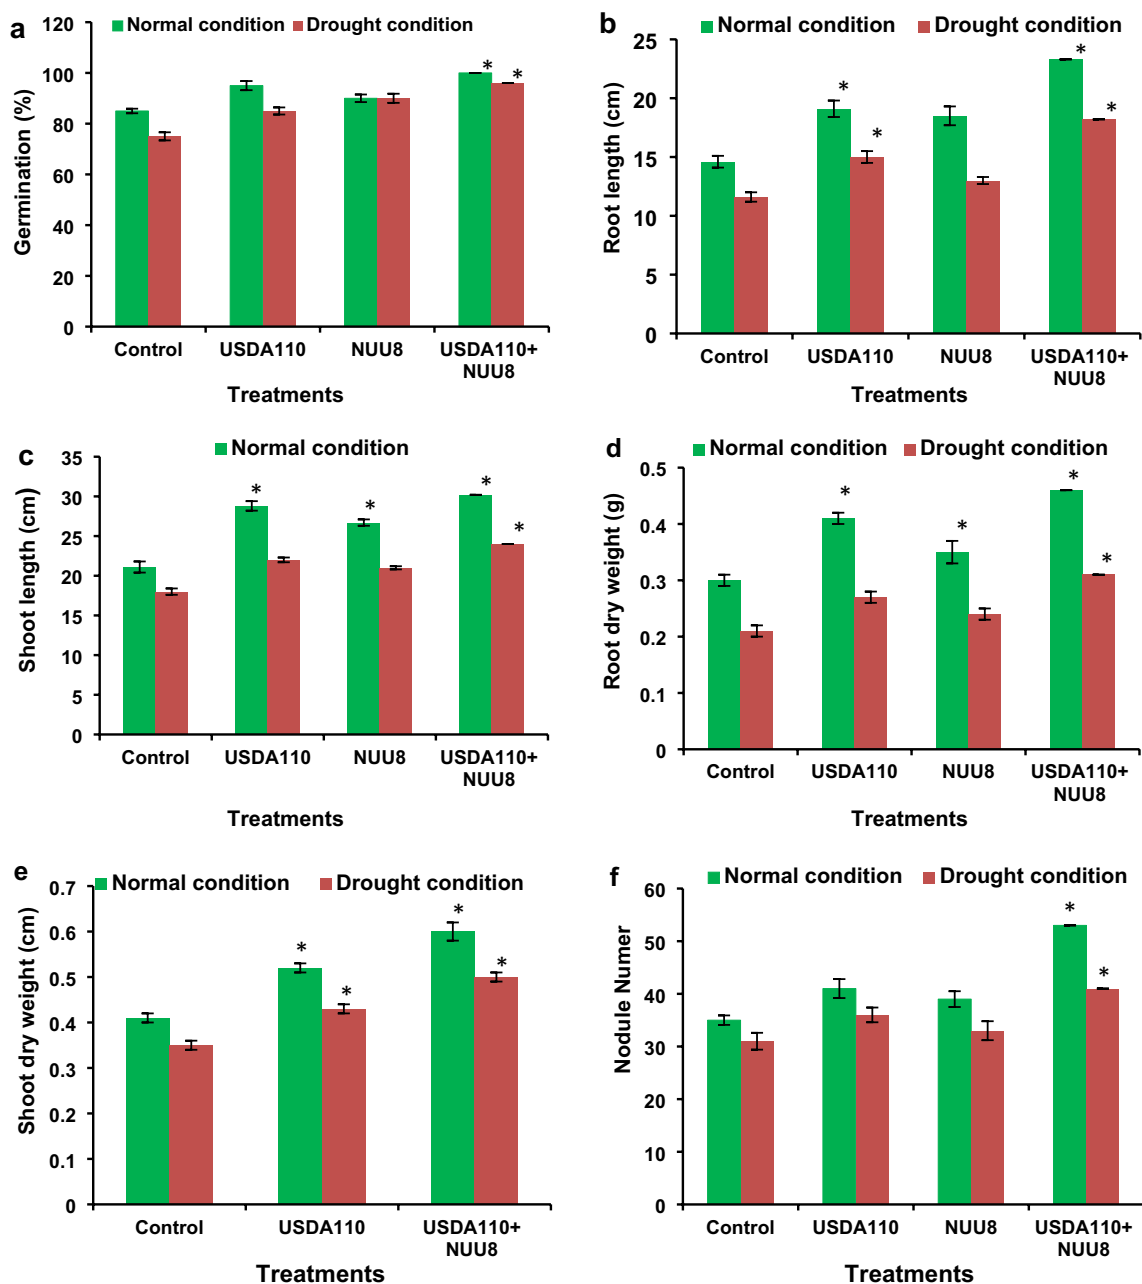 a
Normal condition Drought condition
120
100
80
60
40
20
0
Germination (%)
* *
Control USDA110 NUU8 USDA110+
NUU8
Treatments
b
Normal condition Drought condition
25
20
15
10
5
0
Root length (cm)
* * * *
Control USDA110 NUU8 USDA110+
NUU8
c
Normal condition
35
30
25
20
15
10
5
0
Shoot length (cm)
* * * *
Control USDA110 NUU8 USDA110+
NUU8
Treatments
d
Normal condition Drought condition
0.5
0.4
0.3
0.2
0.1
0
Root dry weight (g)
* * * *
Control USDA110 NUU8 USDA110+
NUU8
Treatments
e
Normal condition Drought condition
0.7
0.6
0.5
0.4
0.3
0.2
0.1
0
Shoot dry weight (cm)
* * * *
Control USDA110 USDA110+
NUU8
Treatments
f
Normal condition Drought condition
60
50
40
30
20
10
0
Nodule Numer
* *
Control USDA110 NUU8 USDA110+
NUU8
Treatments